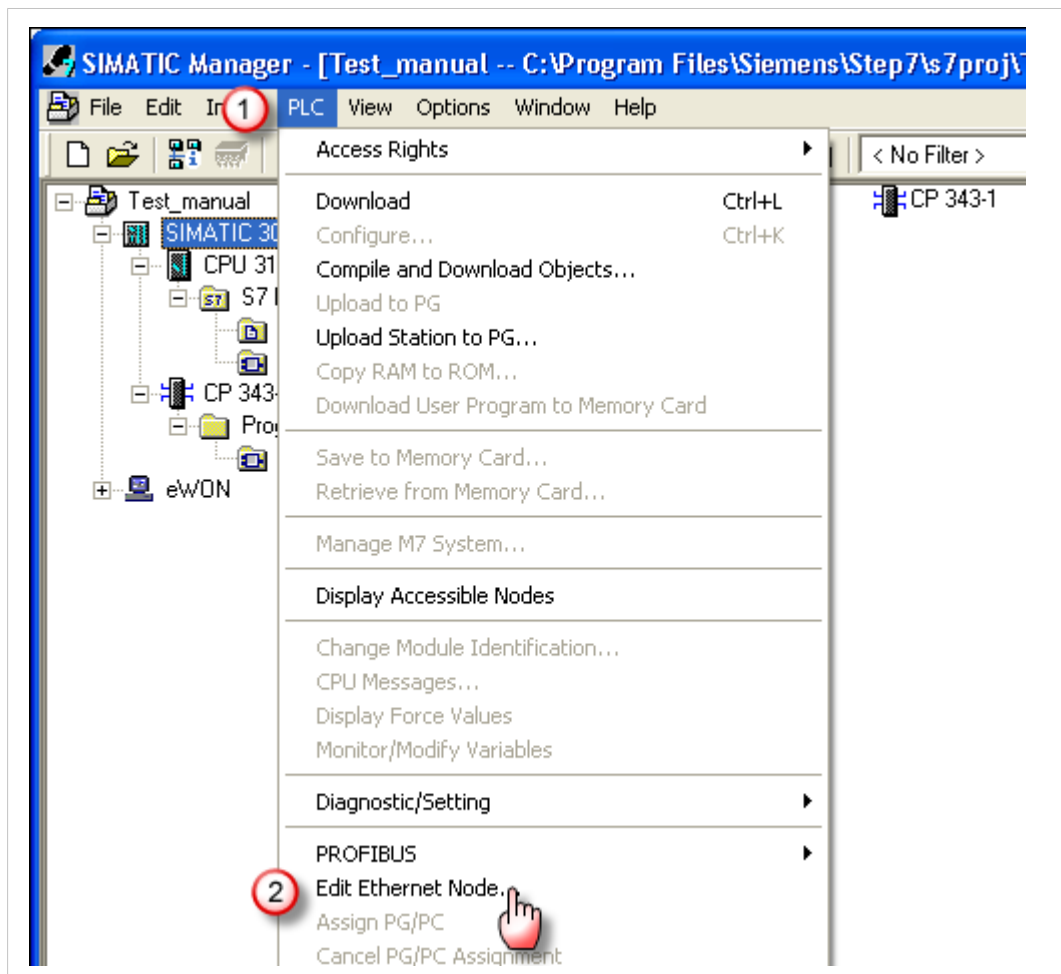 SIMATIC Manager - [Test_manual -- C:\Program Files\Siemens\Step7\s7proj\
File Edit In 1 PLC View Options Window Help
< No Filter >
Test_manual
SIMATIC 30
CPU 31
S7
CP 343-
Pro
eWON
Access Rights
Download Ctrl+L
Configure... Ctrl+K
Compile and Download Objects...
Upload to PG
Upload Station to PG...
Copy RAM to ROM...
Download User Program to Memory Card
Save to Memory Card...
Retrieve from Memory Card...
Manage M7 System...
Display Accessible Nodes
Change Module Identification...
CPU Messages...
Display Force Values
Monitor/Modify Variables
Diagnostic/Setting
PROFIBUS
2 Edit Ethernet Node...
Assign PG/PC
Cancel PG/PC Assignment
CP 343-1